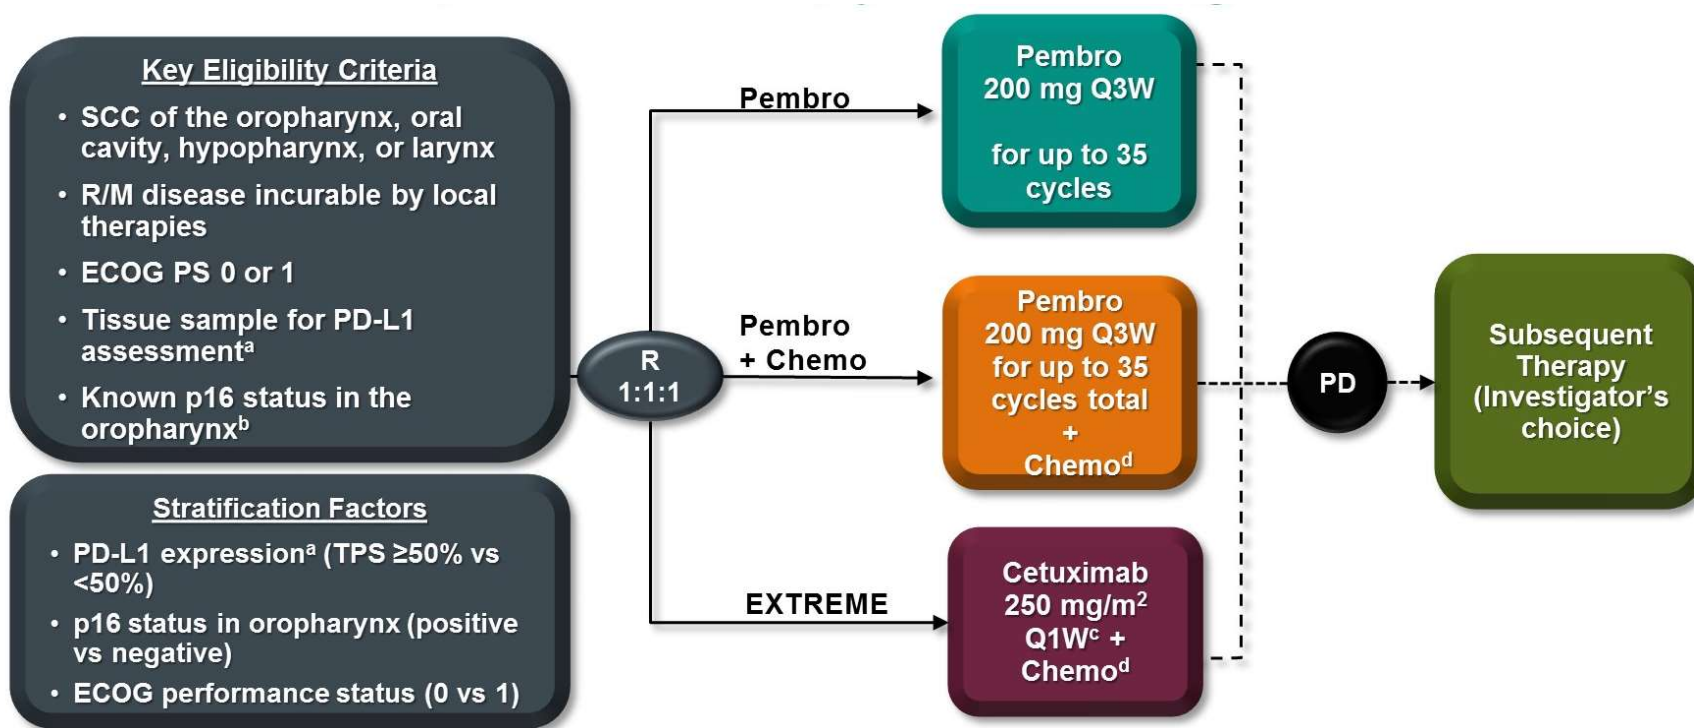 Key Eligibility Criteria
• SCC of the oropharynx, oral
cavity, hypopharynx, or larynx
• R/M disease incurable by local
therapies
• ECOG PS 0 or 1
• Tissue sample for PD-L1
assessmentᵃ
• Known p16 status in the
oropharynxᵇ
Stratification Factors
• PD-L1 expressionᵃ (TPS ≥50% vs
<50%)
• p16 status in oropharynx (positive
vs negative)
• ECOG performance status (0 vs 1)
R
1:1:1
Pembro
Pembro
+ Chemo
EXTREME
Pembro
200 mg Q3W
for up to 35
cycles
Pembro
200 mg Q3W
for up to 35
cycles total
+
Chemoᵈ
Cetuximab
250 mg/m²
Q1Wᶜ +
Chemoᵈ
PD
Subsequent
Therapy
(Investigator’s
choice)